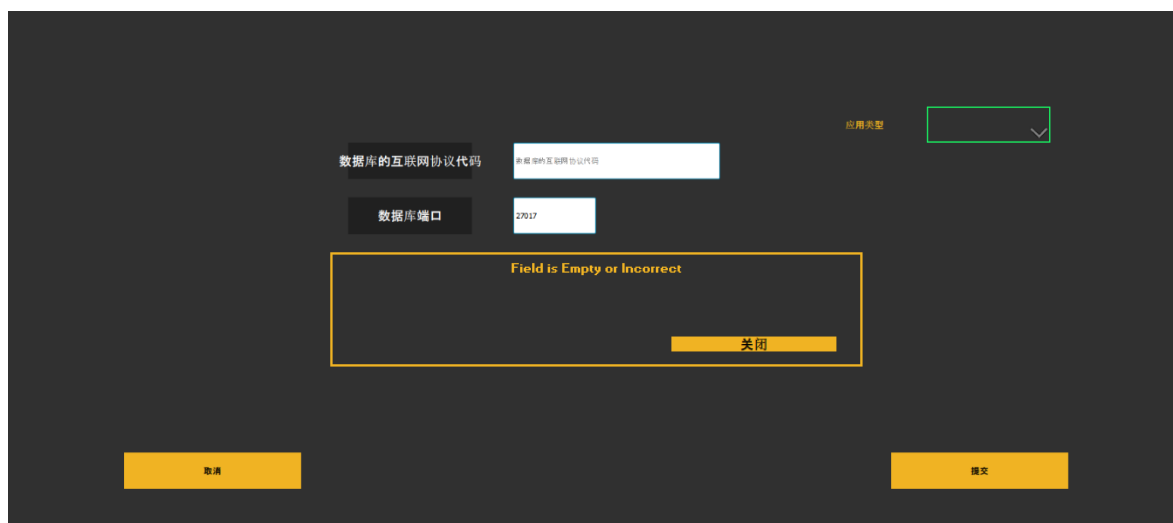 应用类型
数据库的互联网协议代码
数据库的互联网协议代码
数据库端口
27017
Field is Empty or Incorrect
关闭
取消
提交